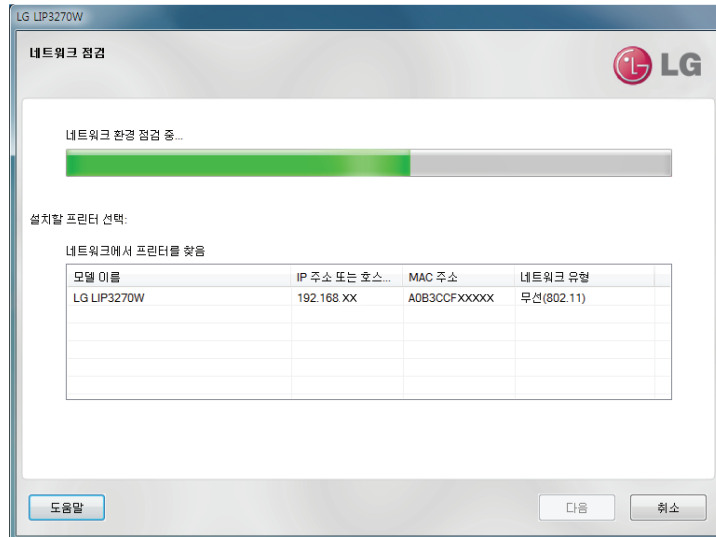 LG LIP3270W
네트워크 점검
LG
네트워크 환경 점검 중...
설치할 프린터 선택:
네트워크에서 프린터를 찾음
모델 이름 IP 주소 또는 호스... MAC 주소 네트워크 유형
LG LIP3270W 192.168.XX A0B3CCFXXXXX 무선(802.11)
도움말 다음 취소